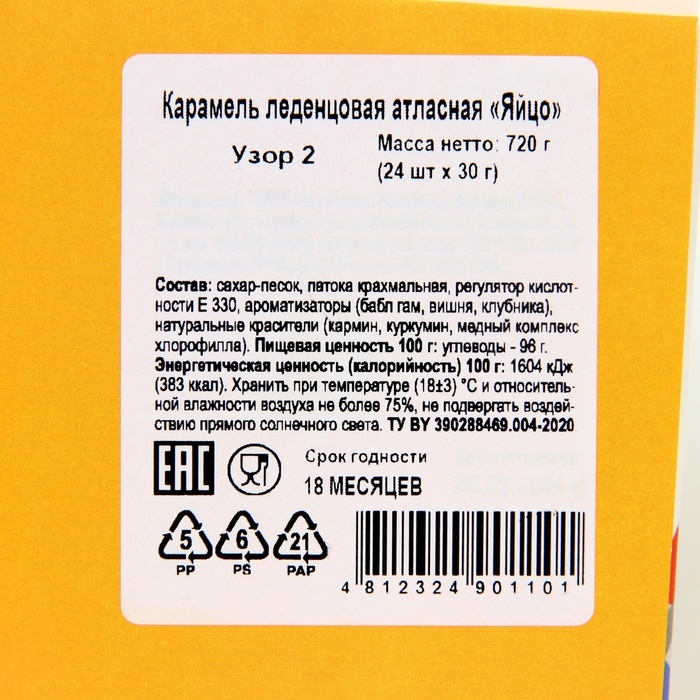 Карамель леденцовая атласная «Яйцо»
Узор 2
Масса нетто: 720 г
(24 шт х 30 г)
Состав: сахар-песок, патока крахмальная, регулятор кислот-
ности Е 330, ароматизаторы (бабл гам, вишня, клубника),
натуральные красители (кармин, куркумин, медный комплекс
хлорофилла). Пищевая ценность 100 г: углеводы - 96 г.
Энергетическая ценность (калорийность) 100 г: 1604 кДж
(383 ккал). Хранить при температуре (18±3) °С и относитель-
ной влажности воздуха не более 75%, не подвергать воздей-
ствию прямого солнечного света. ТУ BY 390288469.004-2020
EAC
Срок годности
18 МЕСЯЦЕВ
5 6 21
PP PS PAP
4 812324 901101